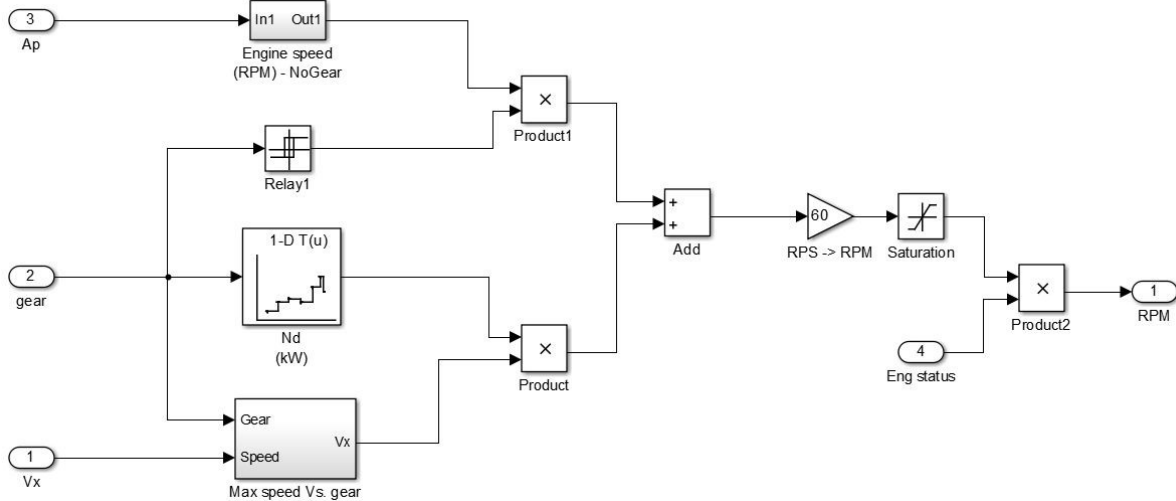 3
Ap
In1 Out1
Engine speed
(RPM) - NoGear
×
Product1
Relay1
2
gear
1-D T(u)
Nd
(kW)
×
Product
Gear
Speed
Vx
Max speed Vs. gear
1
Vx
+
+
Add
60
RPS -> RPM
Saturation
×
Product2
4
Eng status
1
RPM